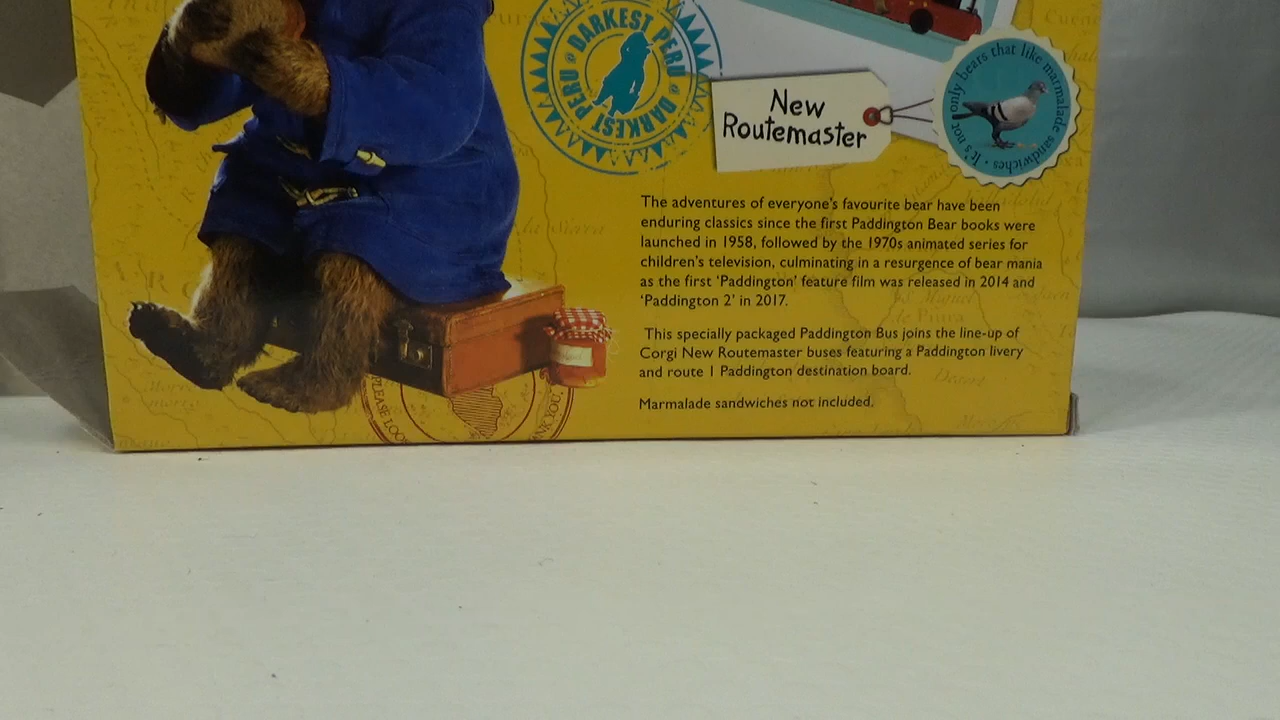 DARKEST PERU
DARKEST PERU
New
Routemaster
It's not only bears that like marmalade sandwiches •
The adventures of everyone's favourite bear have been
enduring classics since the first Paddington Bear books were
launched in 1958, followed by the 1970s animated series for
children's television, culminating in a resurgence of bear mania
as the first 'Paddington' feature film was released in 2014 and
'Paddington 2' in 2017.
This specially packaged Paddington Bus joins the line-up of
Corgi New Routemaster buses featuring a Paddington livery
and route 1 Paddington destination board.
Marmalade sandwiches not included.
PLEASE LOO
ANK YOU.